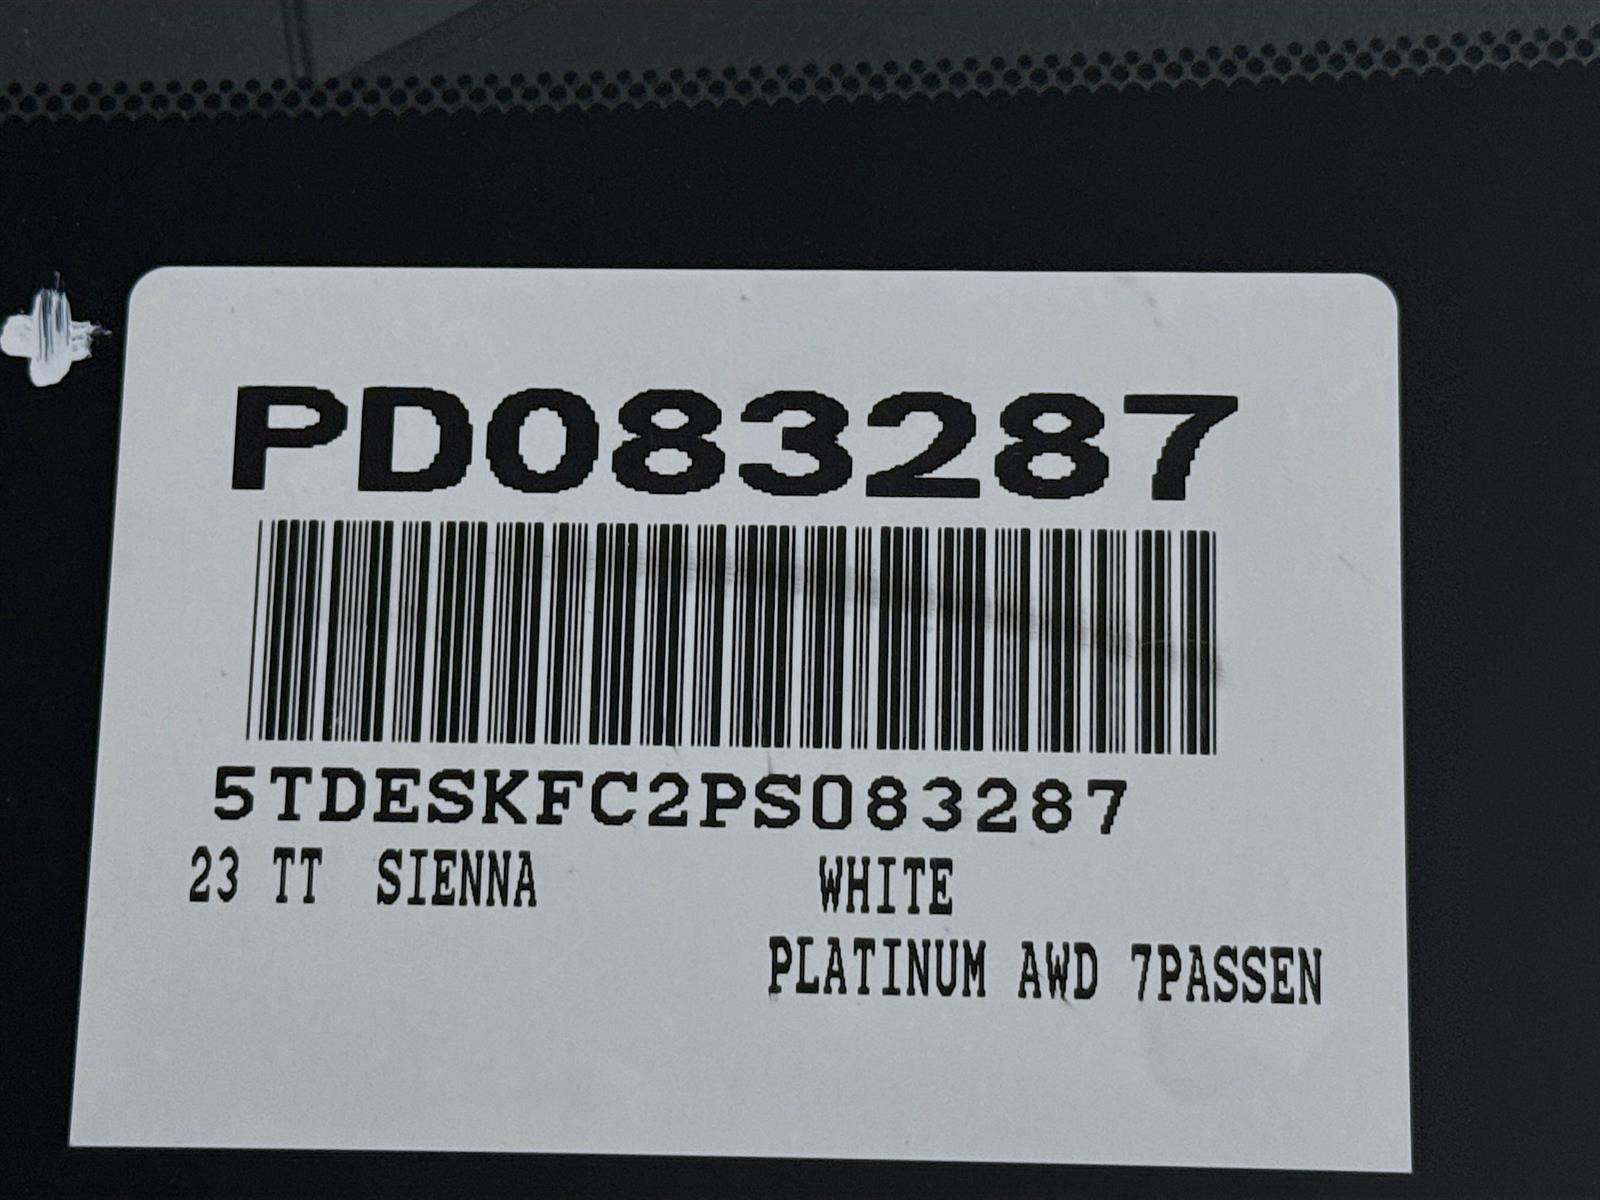 PD083287
5TDESKFC2PS083287
23 TT SIENNA WHITE
PLATINUM AWD 7PASSEN